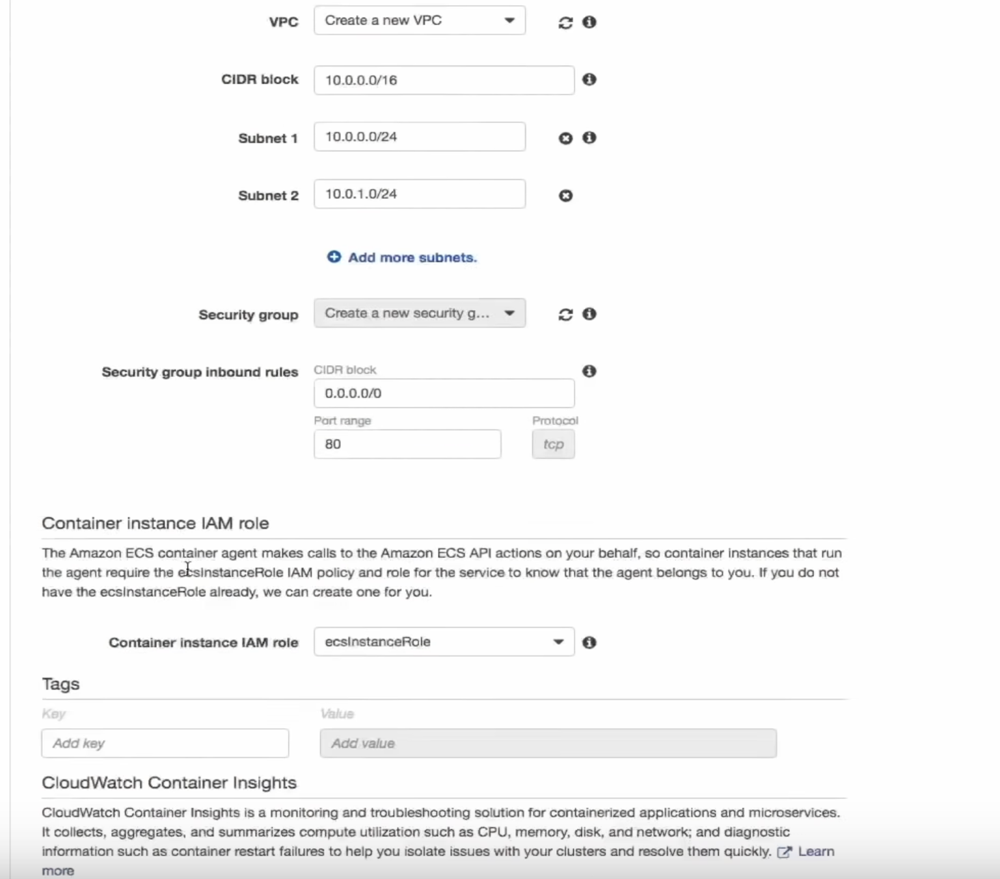 VPC Create a new VPC
CIDR block 10.0.0.0/16
Subnet 1 10.0.0.0/24
Subnet 2 10.0.1.0/24
Add more subnets.
Security group Create a new security g...
Security group inbound rules CIDR block
0.0.0.0/0
Port range Protocol
80 tcp
Container instance IAM role
The Amazon ECS container agent makes calls to the Amazon ECS API actions on your behalf, so container instances that run
the agent require the ecsInstanceRole IAM policy and role for the service to know that the agent belongs to you. If you do not
have the ecsInstanceRole already, we can create one for you.
Container instance IAM role ecsInstanceRole
Tags
Key Value
Add key Add value
CloudWatch Container Insights
CloudWatch Container Insights is a monitoring and troubleshooting solution for containerized applications and microservices.
It collects, aggregates, and summarizes compute utilization such as CPU, memory, disk, and network; and diagnostic
information such as container restart failures to help you isolate issues with your clusters and resolve them quickly. Learn
more